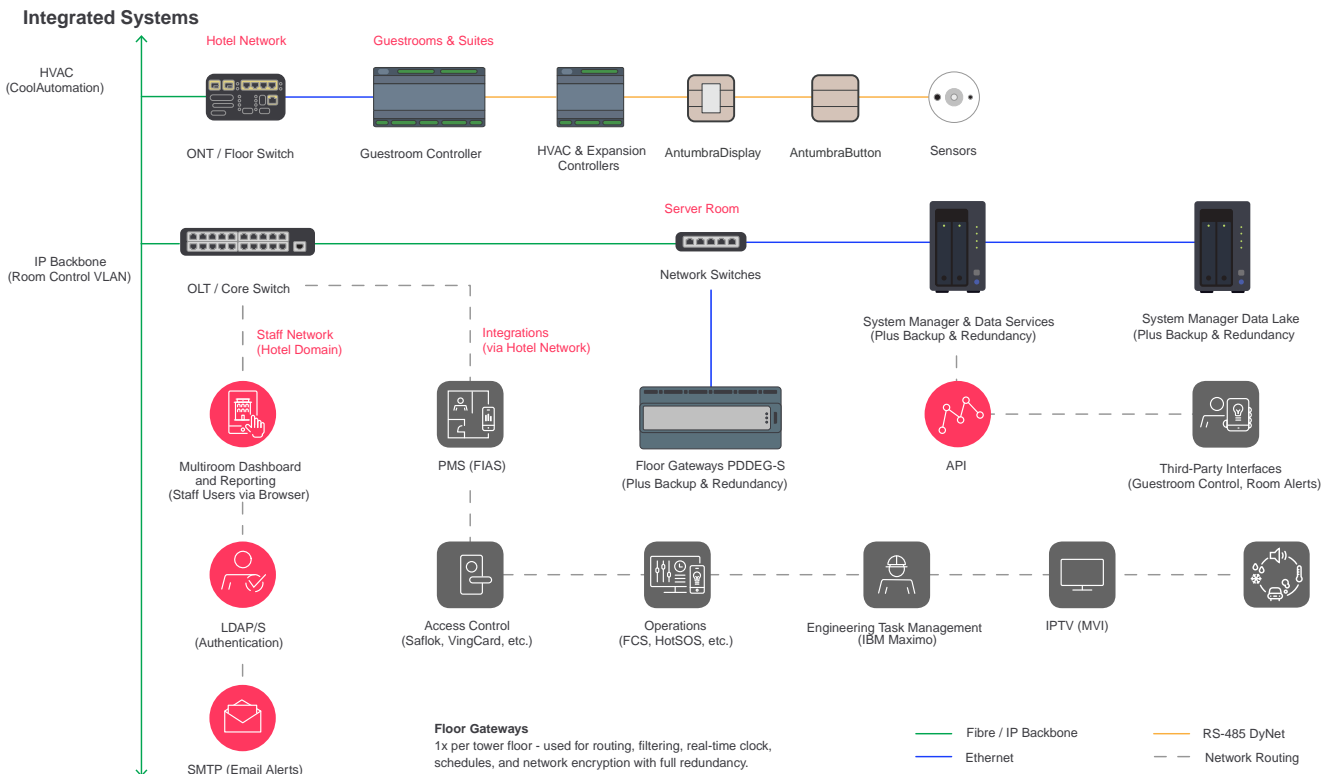 Integrated Systems
Hotel Network
Guestrooms & Suites
HVAC
(CoolAutomation)
ONT / Floor Switch
Guestroom Controller
HVAC & Expansion
Controllers
AntumbraDisplay
AntumbraButton
Sensors
Server Room
IP Backbone
(Room Control VLAN)
OLT / Core Switch
Network Switches
System Manager & Data Services
(Plus Backup & Redundancy)
System Manager Data Lake
(Plus Backup & Redundancy
Staff Network
(Hotel Domain)
Integrations
(via Hotel Network)
Multiroom Dashboard
and Reporting
(Staff Users via Browser)
PMS (FIAS)
Floor Gateways PDDEG-S
(Plus Backup & Redundancy)
API
Third-Party Interfaces
(Guestroom Control, Room Alerts)
LDAP/S
(Authentication)
Access Control
(Saflok, VingCard, etc.)
Operations
(FCS, HotSOS, etc.)
Engineering Task Management
(IBM Maximo)
IPTV (MVI)
SMTP (Email Alerts)
Floor Gateways
1x per tower floor - used for routing, filtering, real-time clock,
schedules, and network encryption with full redundancy.
Fibre / IP Backbone
RS-485 DyNet
Ethernet
Network Routing